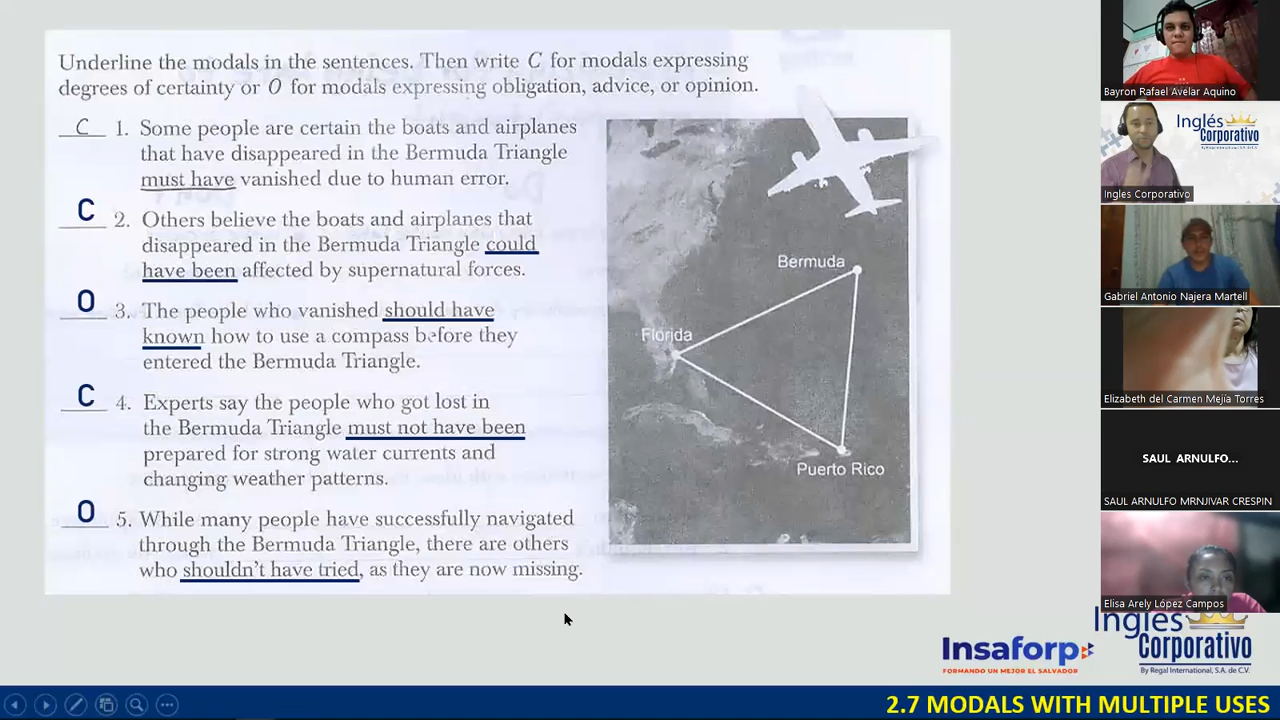 Underline the modals in the sentences. Then write C for modals expressing
degrees of certainty or O for modals expressing obligation, advice, or opinion.
C 1. Some people are certain the boats and airplanes
that have disappeared in the Bermuda Triangle
must have vanished due to human error.
C 2. Others believe the boats and airplanes that
disappeared in the Bermuda Triangle could
have been affected by supernatural forces.
O 3. The people who vanished should have
known how to use a compass before they
entered the Bermuda Triangle.
C 4. Experts say the people who got lost in
the Bermuda Triangle must not have been
prepared for strong water currents and
changing weather patterns.
O 5. While many people have successfully navigated
through the Bermuda Triangle, there are others
who shouldn't have tried, as they are now missing.
Bermuda
Florida
Puerto Rico
Bayron Rafael Avelar Aquino
Inglés
Corporativo
By Regal International, S.A. de C.V.
Ingles Corporativo
Gabriel Antonio Najera Martell
Elizabeth del Carmen Mejía Torres
SAUL ARNULFO...
SAUL ARNULFO MRNJIVAR CRESPIN
Elisa Arely López Campos
Insaforp
FORMANDO UN MEJOR EL SALVADOR
Inglés
Corporativo
By Regal International, S.A. de C.V.
2.7 MODALS WITH MULTIPLE USES